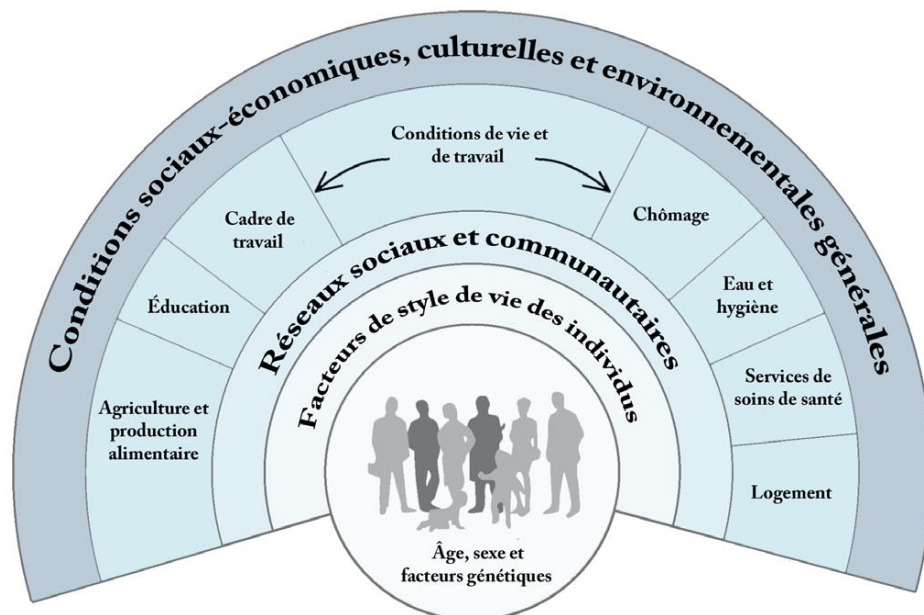 Conditions sociaux-économiques, culturelles et environnementales générales
Conditions de vie et
de travail
Cadre de
travail
Chômage
Éducation
Eau et
hygiène
Agriculture et
production
alimentaire
Services de
soins de santé
Logement
Réseaux sociaux et communautaires
Facteurs de style de vie des individus
Âge, sexe et
facteurs génétiques